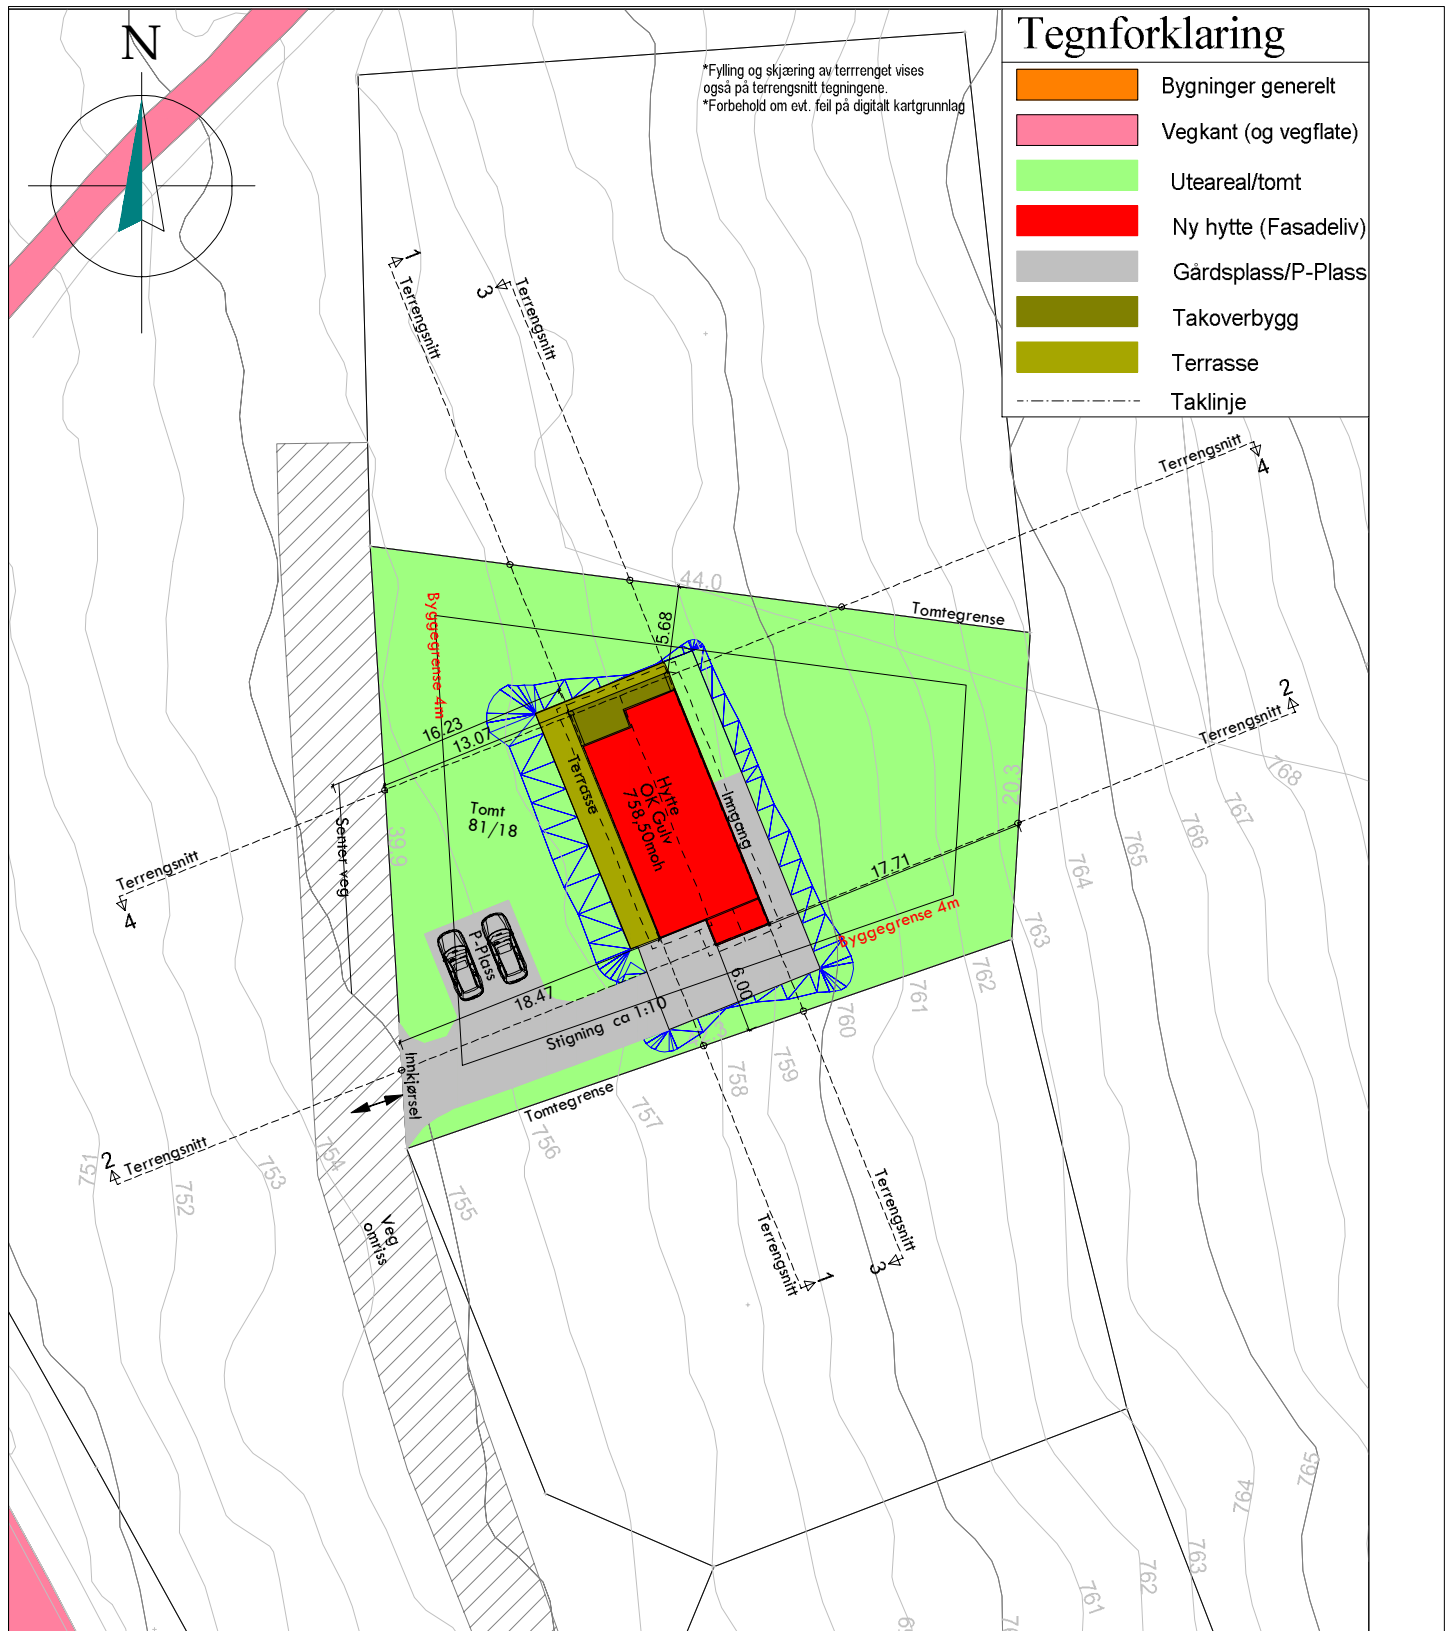 N
*Fylling og skjæring av terrrenget vises
også på terrengsnitt tegningene.
*Forbehold om evt. feil på digitalt kartgrunnlag
Tegnforklaring
Bygninger generelt
Vegkant (og vegflate)
Uteareal/tomt
Ny hytte (Fasadeliv)
Gårdsplass/P-Plass
Takoverbygg
Terrasse
Taklinje
1
Terrengsnitt
3
Terrengsnitt
Terrengsnitt
4
44.0
Tomtegrense
5.68
Byggegrense 4m
16.23
13.07
2
Terrengsnitt
768
767
766
765
764
20.3
Terrasse
Hytte
OK Gulv
758,50moh
Inngang
Tomt
81/18
39.9
Senter veg
17.71
Terrengsnitt
4
Byggegrense 4m
P-Plass
18.47
6.00
Stigning ca 1:10
763
762
761
760
759
758
757
756
755
754
753
752
751
Innkjørsel
Tomtegrense
2
Terrengsnitt
Veg
omriss
Terrengsnitt
1
Terrengsnitt
3
765
764
763
762
761